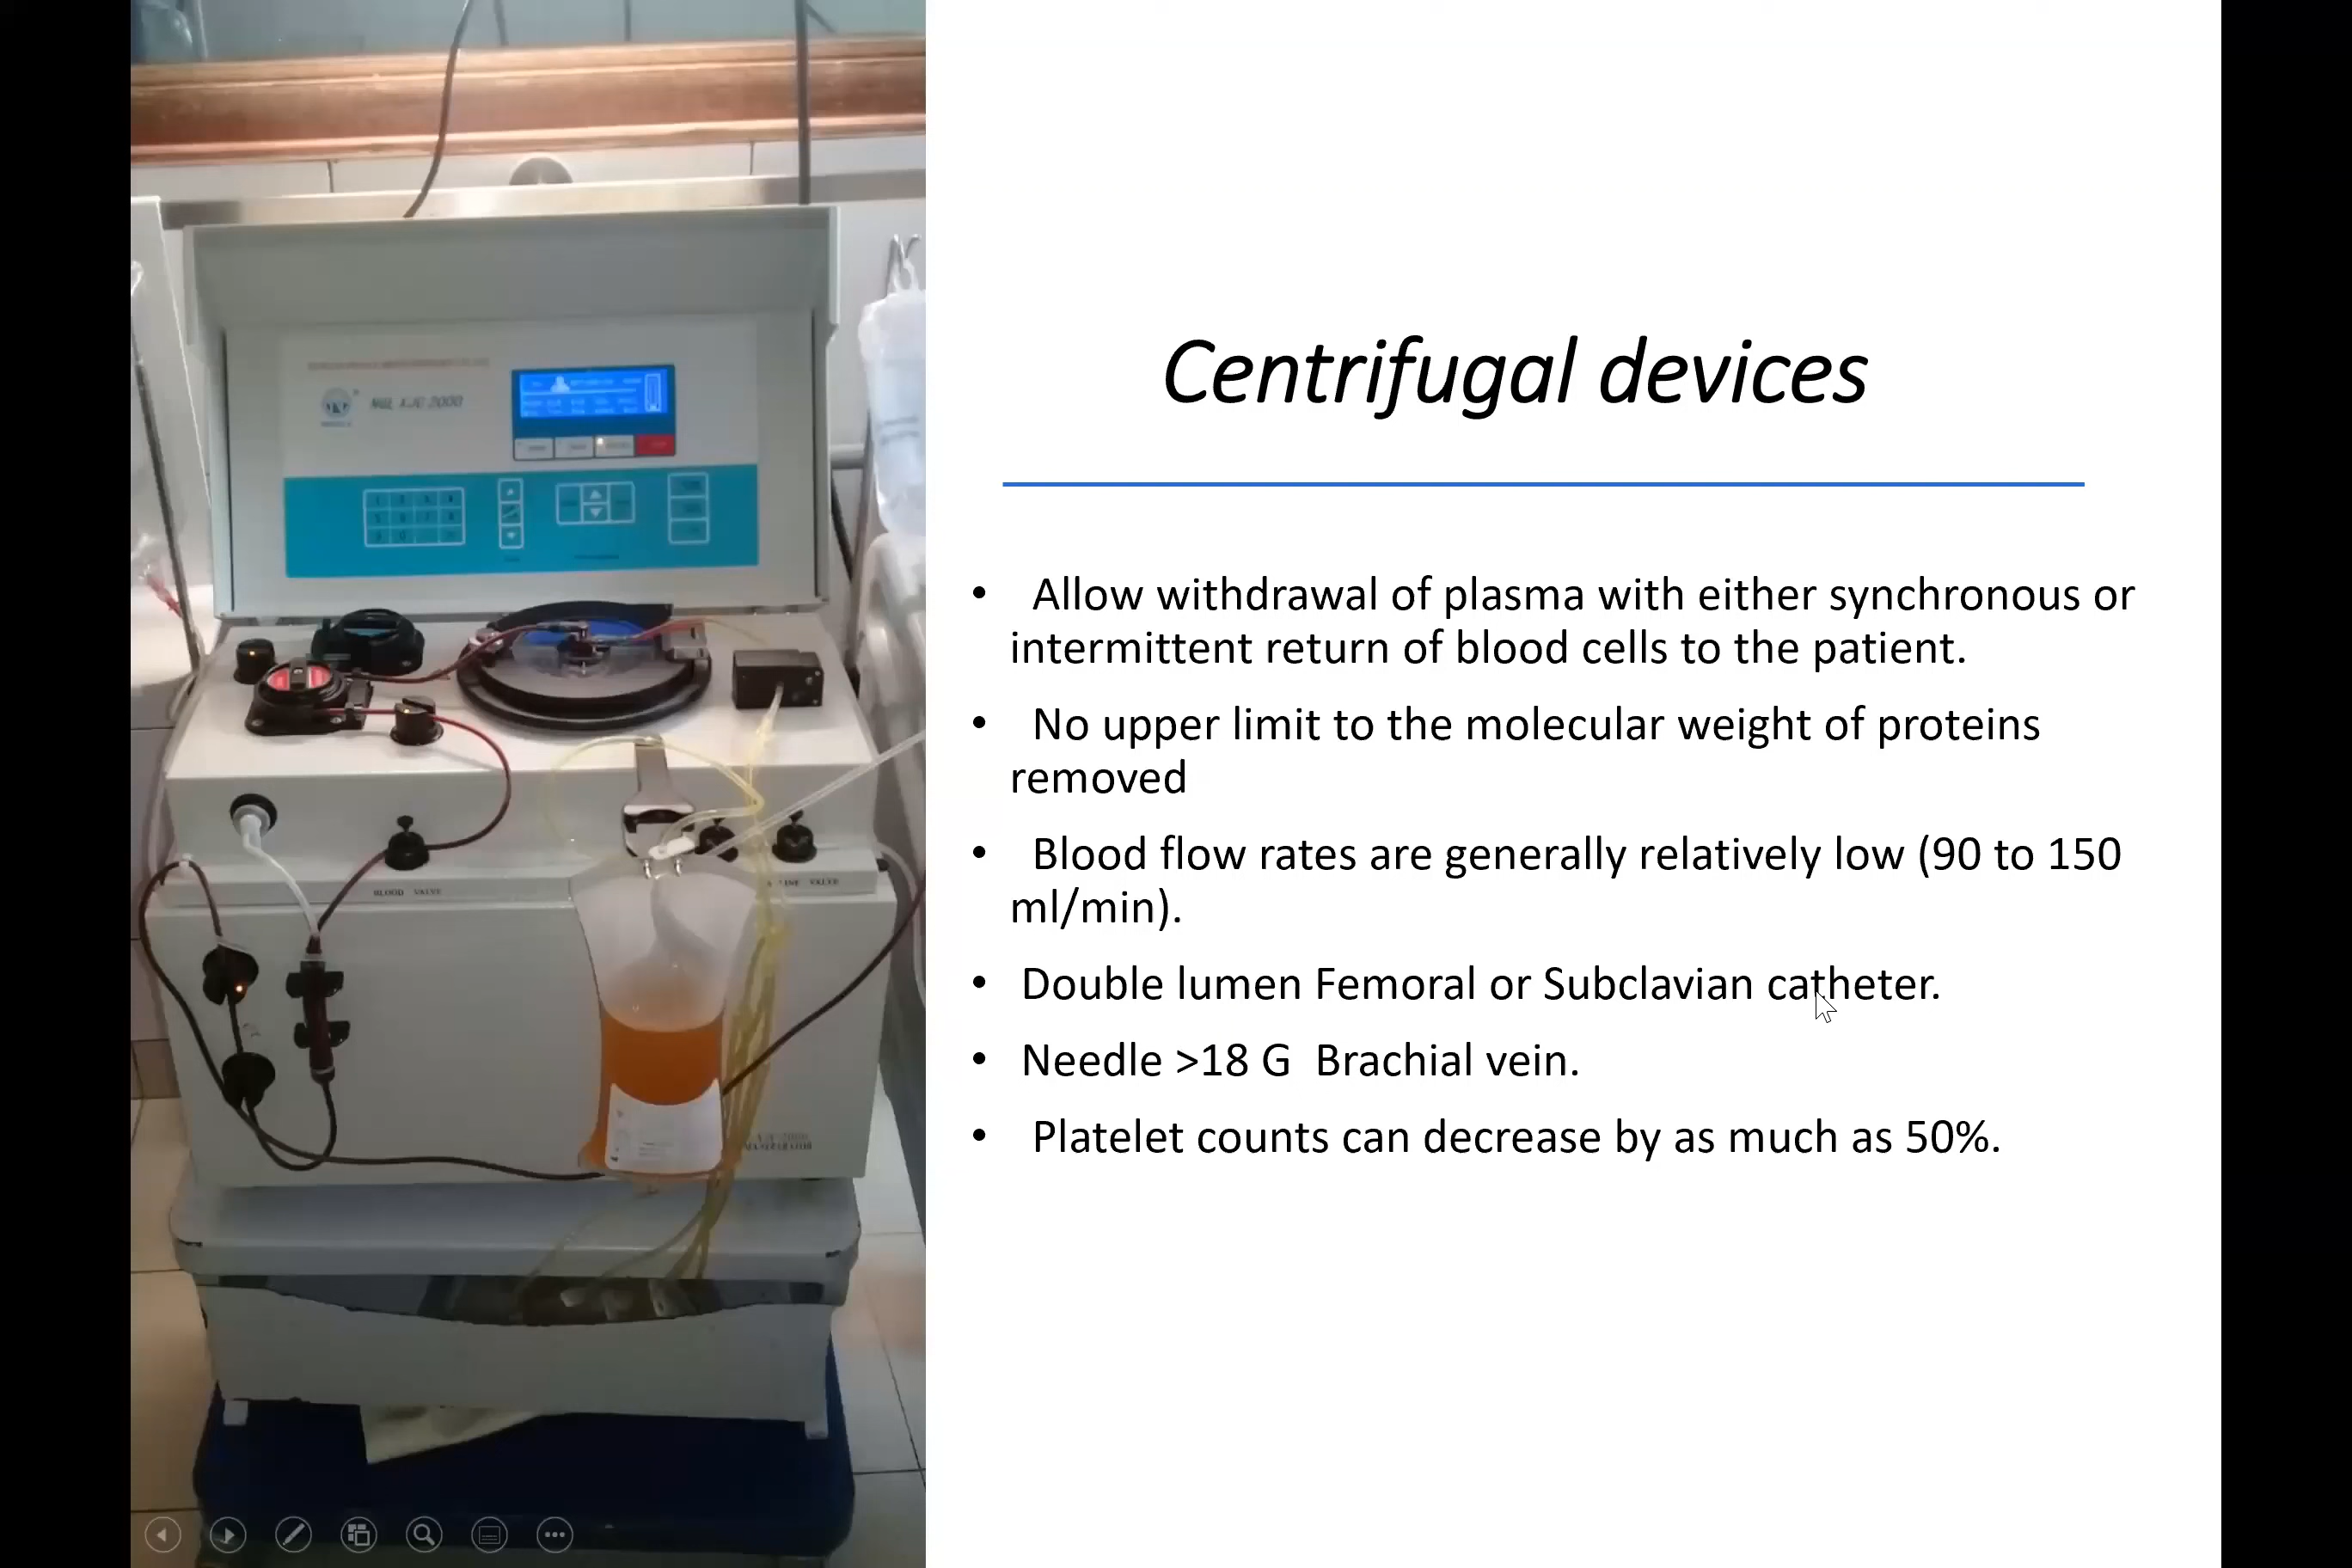 Centrifugal devices
• Allow withdrawal of plasma with either synchronous or
intermittent return of blood cells to the patient.
• No upper limit to the molecular weight of proteins
removed
• Blood flow rates are generally relatively low (90 to 150
ml/min).
• Double lumen Femoral or Subclavian catheter.
• Needle >18 G  Brachial vein.
• Platelet counts can decrease by as much as 50%.
BLOOD VALVE
VALVE